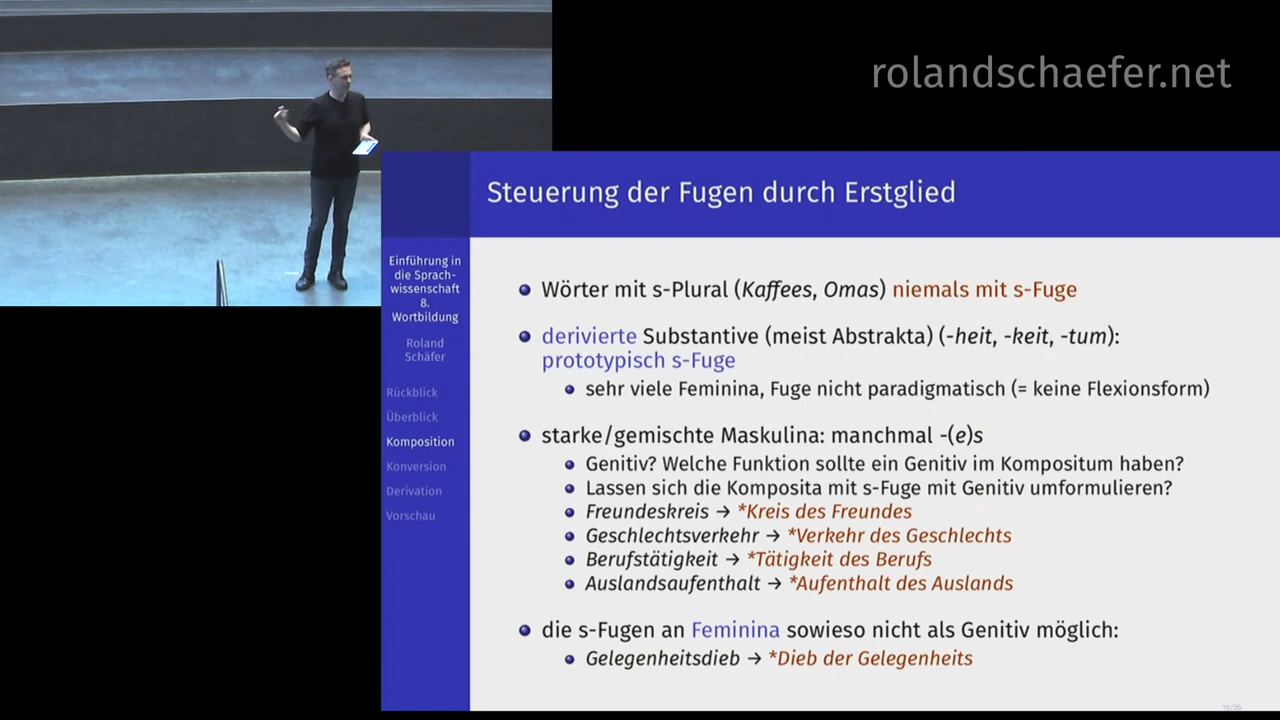 rolandschaefer.net
Steuerung der Fugen durch Erstglied
Einführung in
die Sprach-
wissenschaft
8.
Wortbildung
Roland
Schäfer
Rückblick
Überblick
Komposition
Konversion
Derivation
Vorschau
Wörter mit s-Plural (Kaffees, Omas) niemals mit s-Fuge
derivierte Substantive (meist Abstrakta) (-heit, -keit, -tum):
prototypisch s-Fuge
sehr viele Feminina, Fuge nicht paradigmatisch (= keine Flexionsform)
starke/gemischte Maskulina: manchmal -(e)s
Genitiv? Welche Funktion sollte ein Genitiv im Kompositum haben?
Lassen sich die Komposita mit s-Fuge mit Genitiv umformulieren?
Freundeskreis → *Kreis des Freundes
Geschlechtsverkehr → *Verkehr des Geschlechts
Berufstätigkeit → *Tätigkeit des Berufs
Auslandsaufenthalt → *Aufenthalt des Auslands
die s-Fugen an Feminina sowieso nicht als Genitiv möglich:
Gelegenheitsdieb → *Dieb der Gelegenheits